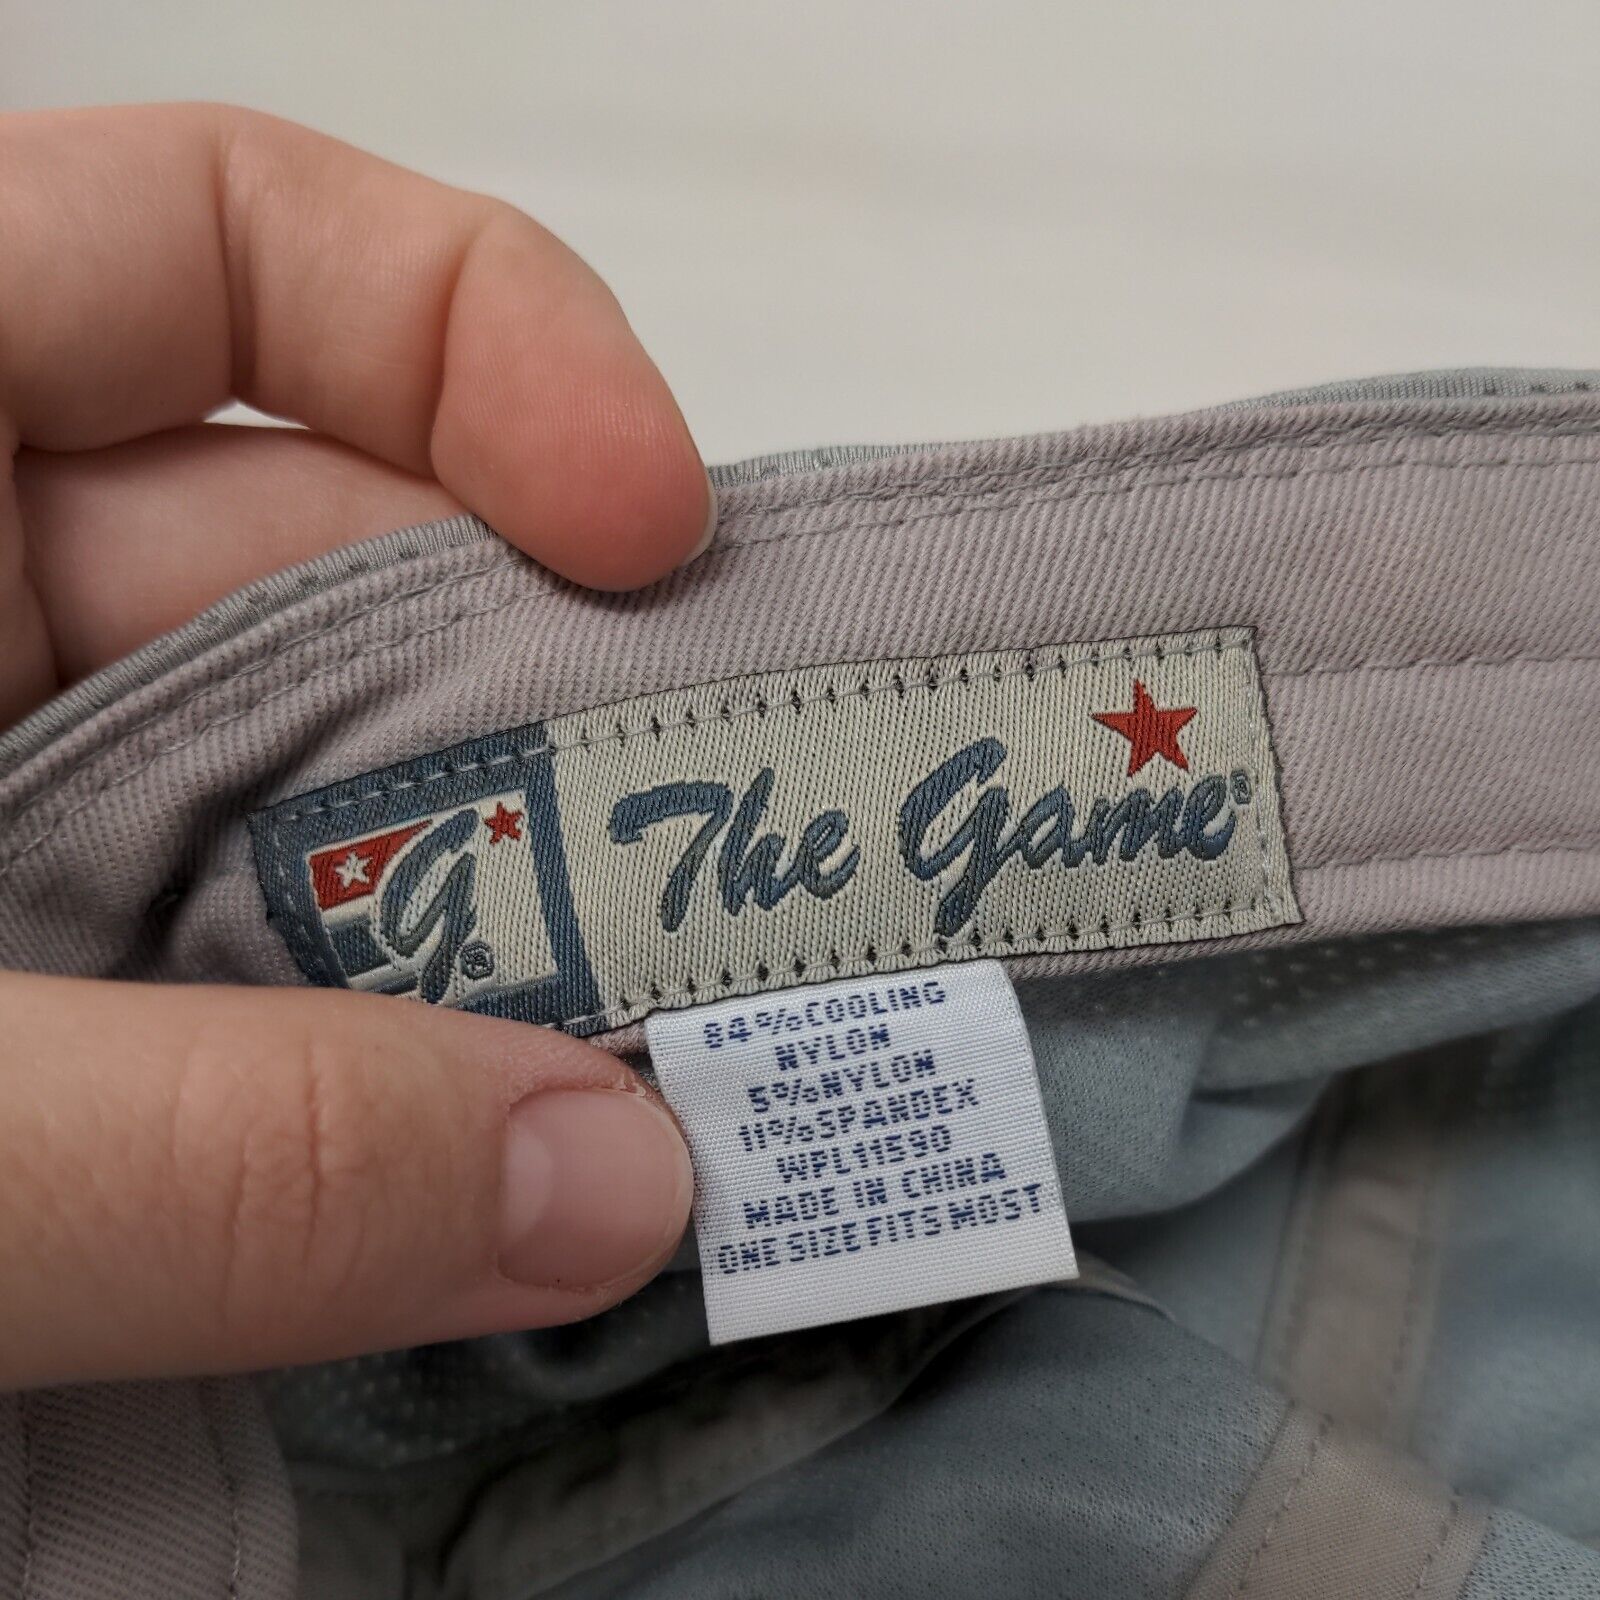 G®
The Game®
84%COOLING
NYLON
5%NYLON
11%SPANDEX
WPL11590
MADE IN CHINA
ONE SIZE FITS MOST